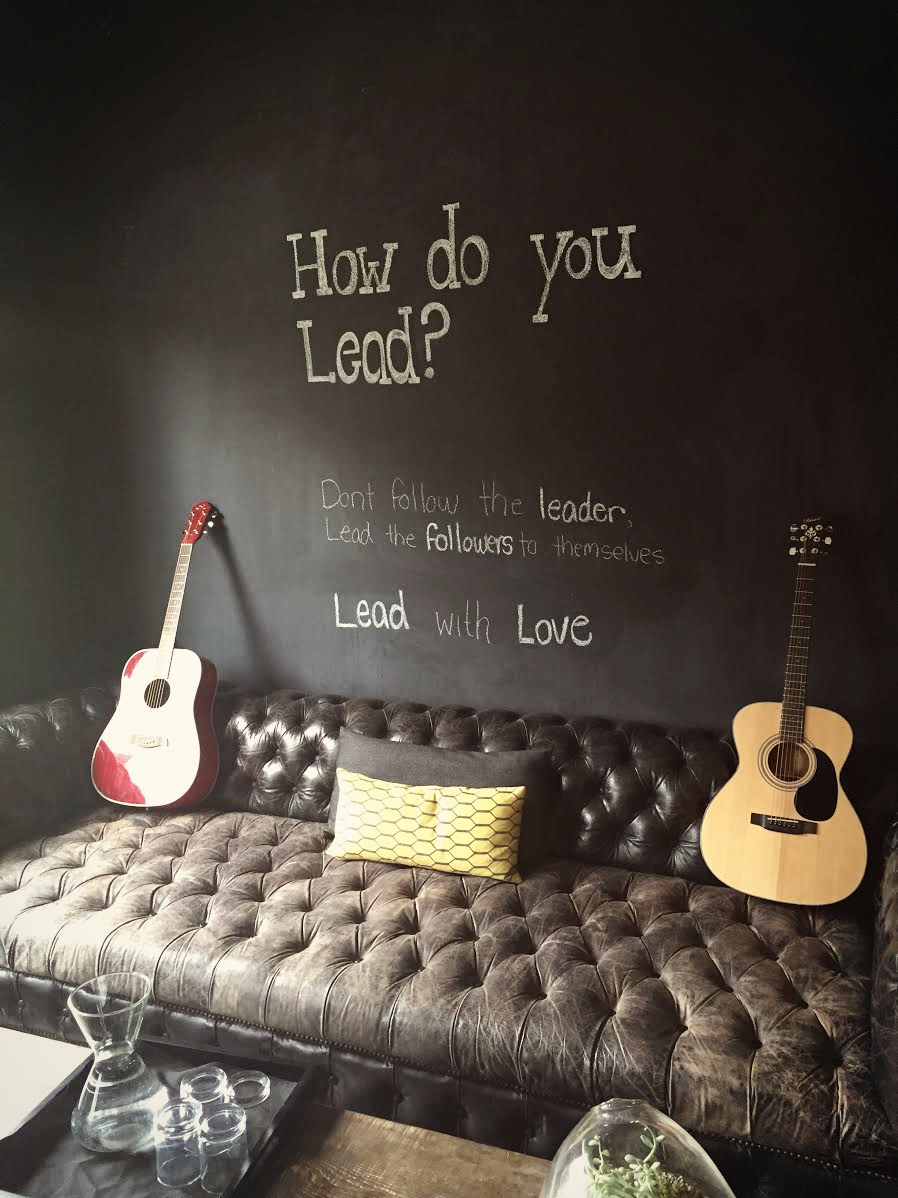 How do you
Lead?
Dont follow the leader,
Lead the followers to themselves
Lead with Love